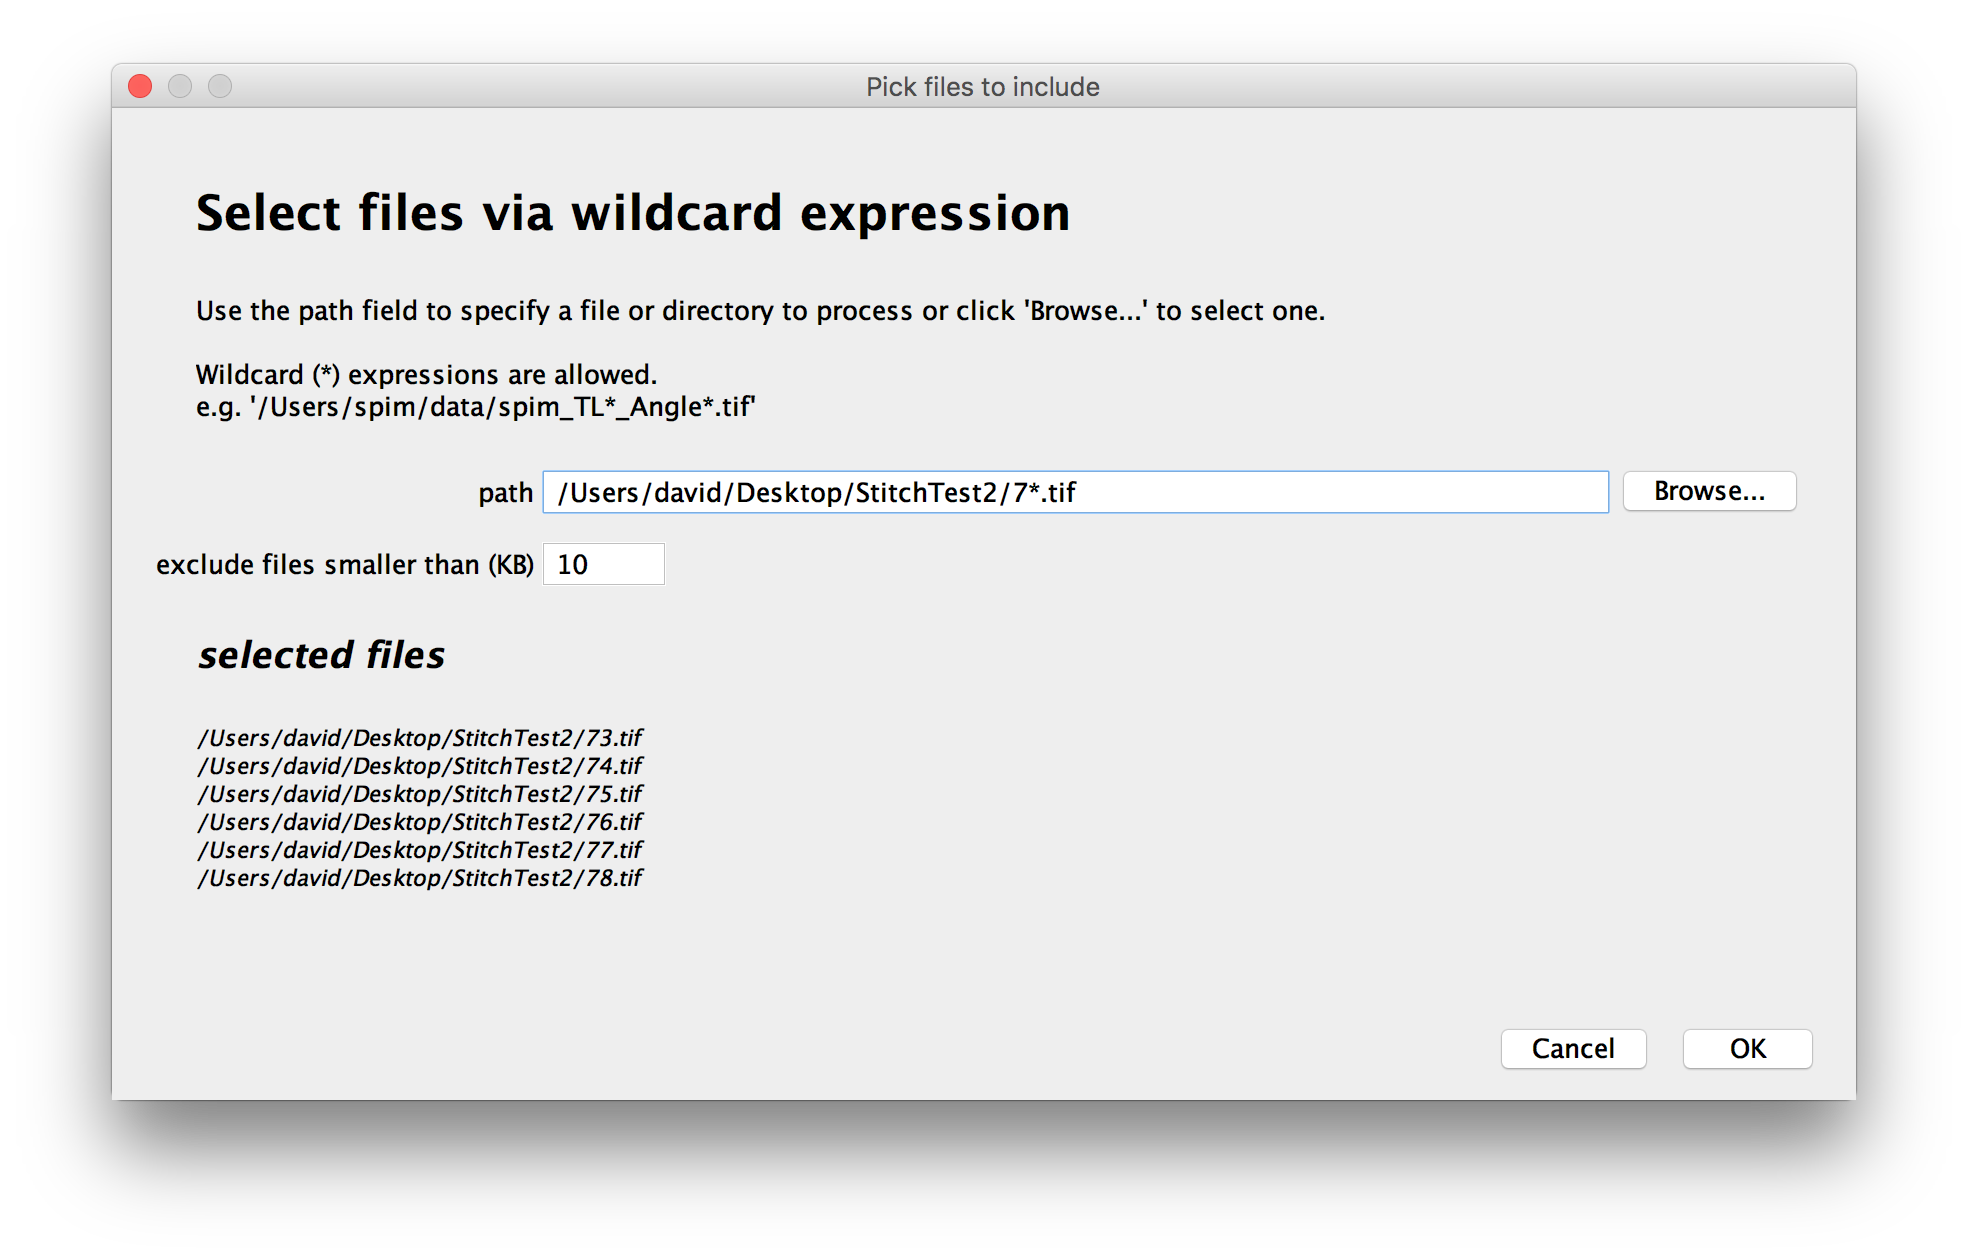 Pick files to include
Select files via wildcard expression
Use the path field to specify a file or directory to process or click 'Browse...' to select one.
Wildcard (*) expressions are allowed.
e.g. '/Users/spim/data/spim_TL*_Angle*.tif'
path /Users/david/Desktop/StitchTest2/7*.tif Browse...
exclude files smaller than (KB) 10
selected files
/Users/david/Desktop/StitchTest2/73.tif
/Users/david/Desktop/StitchTest2/74.tif
/Users/david/Desktop/StitchTest2/75.tif
/Users/david/Desktop/StitchTest2/76.tif
/Users/david/Desktop/StitchTest2/77.tif
/Users/david/Desktop/StitchTest2/78.tif
Cancel OK